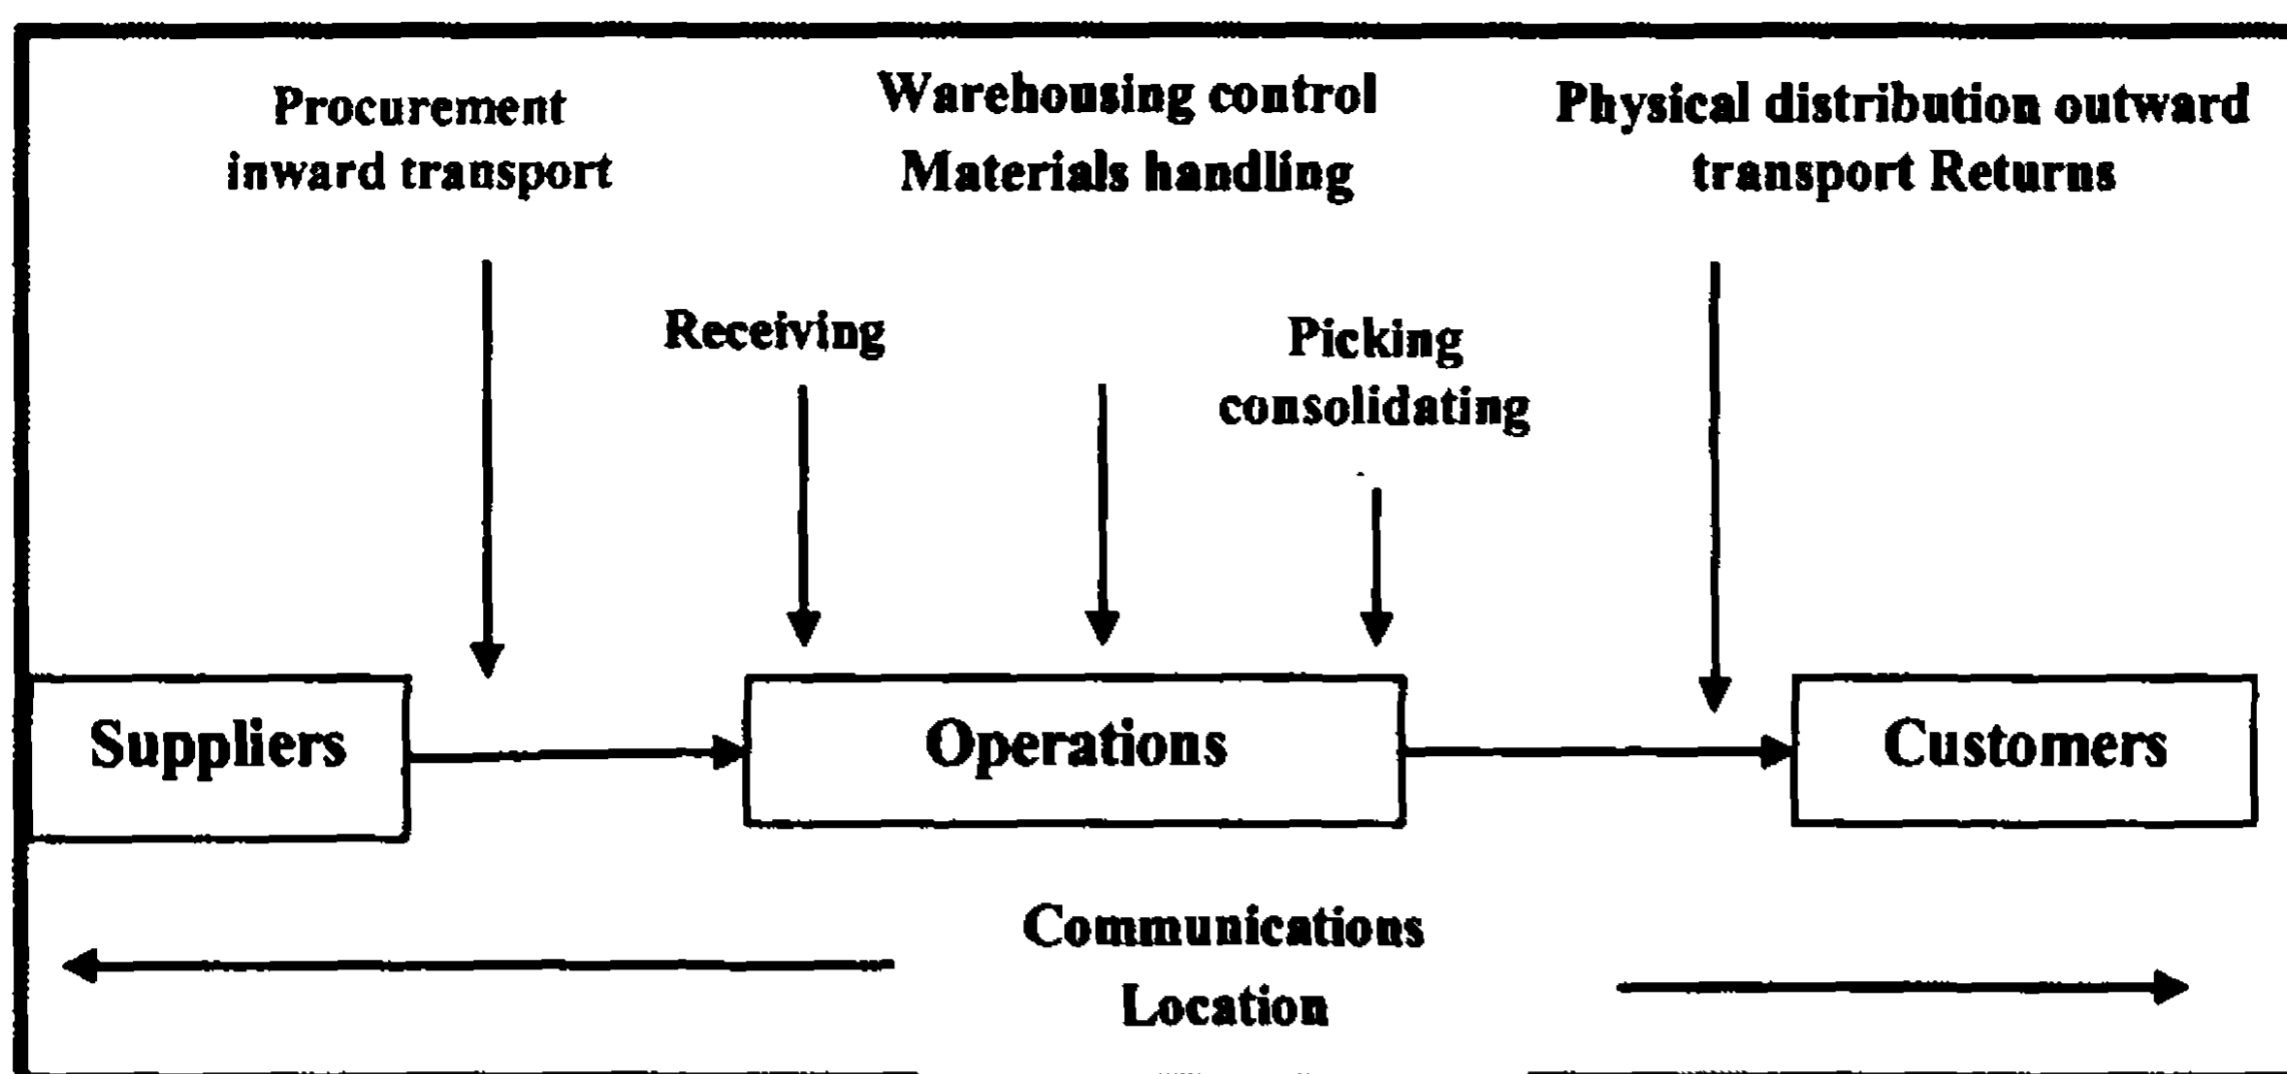 Procurement
inward transport
Warehousing control
Materials handling
Physical distribution outward
transport Returns
Receiving
Picking
consolidating
Suppliers
Operations
Customers
Communications
Location